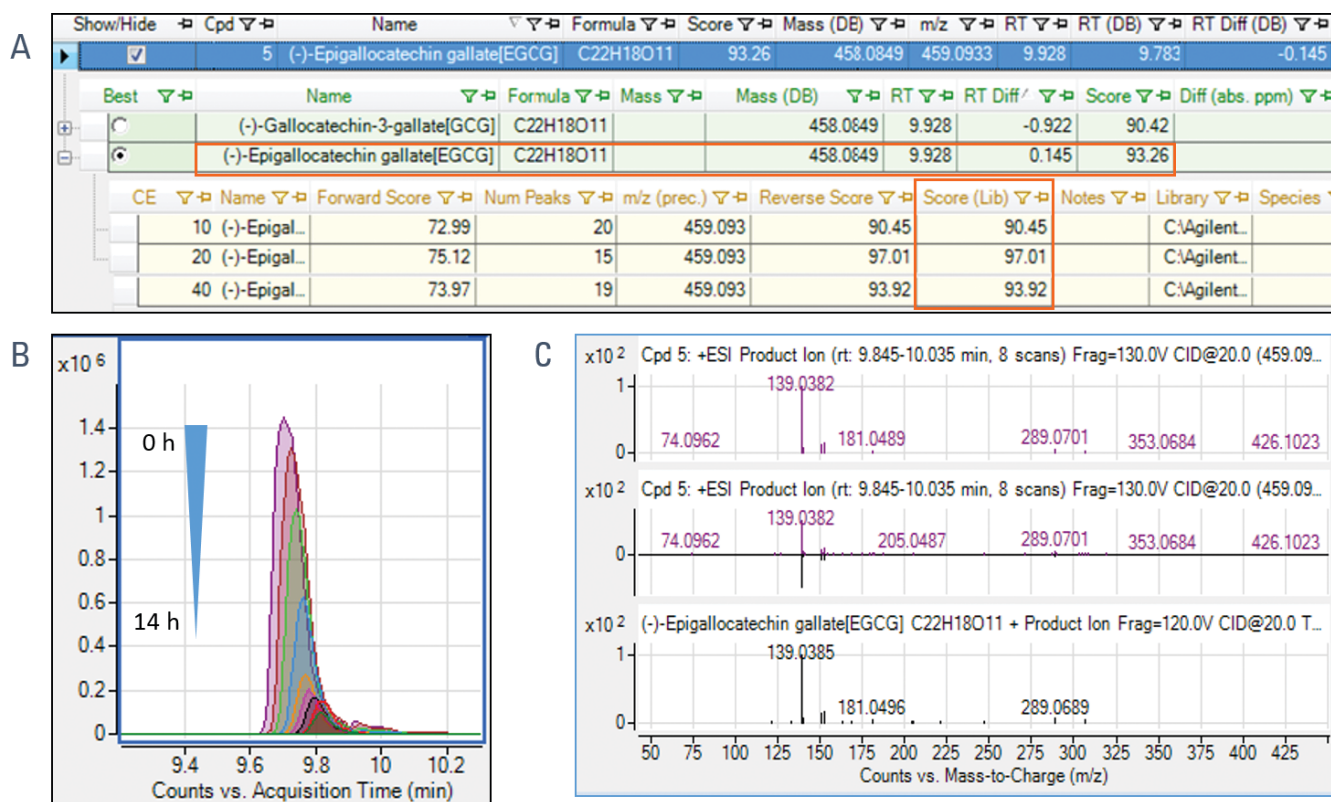 A
Show/Hide Cpd Name Formula Score Mass (DB) m/z RT RT (DB) RT Diff (DB)
5 (-)-Epigallocatechin gallate[EGCG] C22H18O11 93.26 458.0849 459.0933 9.928 9.783 -0.145
Best Name Formula Mass Mass (DB) RT RT Diff Score Diff (abs. ppm)
(-)-Gallocatechin-3-gallate[GCG] C22H18O11 458.0849 9.928 -0.922 90.42
(-)-Epigallocatechin gallate[EGCG] C22H18O11 458.0849 9.928 0.145 93.26
CE Name Forward Score Num Peaks m/z (prec.) Reverse Score Score (Lib) Notes Library Species
10 (-)-Epigal... 72.99 20 459.093 90.45 90.45 C:\Agilent...
20 (-)-Epigal... 75.12 15 459.093 97.01 97.01 C:\Agilent...
40 (-)-Epigal... 73.97 19 459.093 93.92 93.92 C:\Agilent...
B
x10 6
1.4
1.2
1
0.8
0.6
0.4
0.2
0
0 h
14 h
9.4 9.6 9.8 10 10.2
Counts vs. Acquisition Time (min)
C
x10 2 Cpd 5: +ESI Product Ion (rt: 9.845-10.035 min, 8 scans) Frag=130.0V CID@20.0 (459.09...
1
139.0382
74.0962 181.0489 289.0701 353.0684 426.1023
0
x10 2 Cpd 5: +ESI Product Ion (rt: 9.845-10.035 min, 8 scans) Frag=130.0V CID@20.0 (459.09...
139.0382
74.0962 205.0487 289.0701 353.0684 426.1023
0
x10 2 (-)-Epigallocatechin gallate[EGCG] C22H18O11 + Product Ion Frag=120.0V CID@20.0 T...
1
139.0385
181.0496 289.0689
0
50 75 100 125 150 175 200 225 250 275 300 325 350 375 400 425
Counts vs. Mass-to-Charge (m/z)